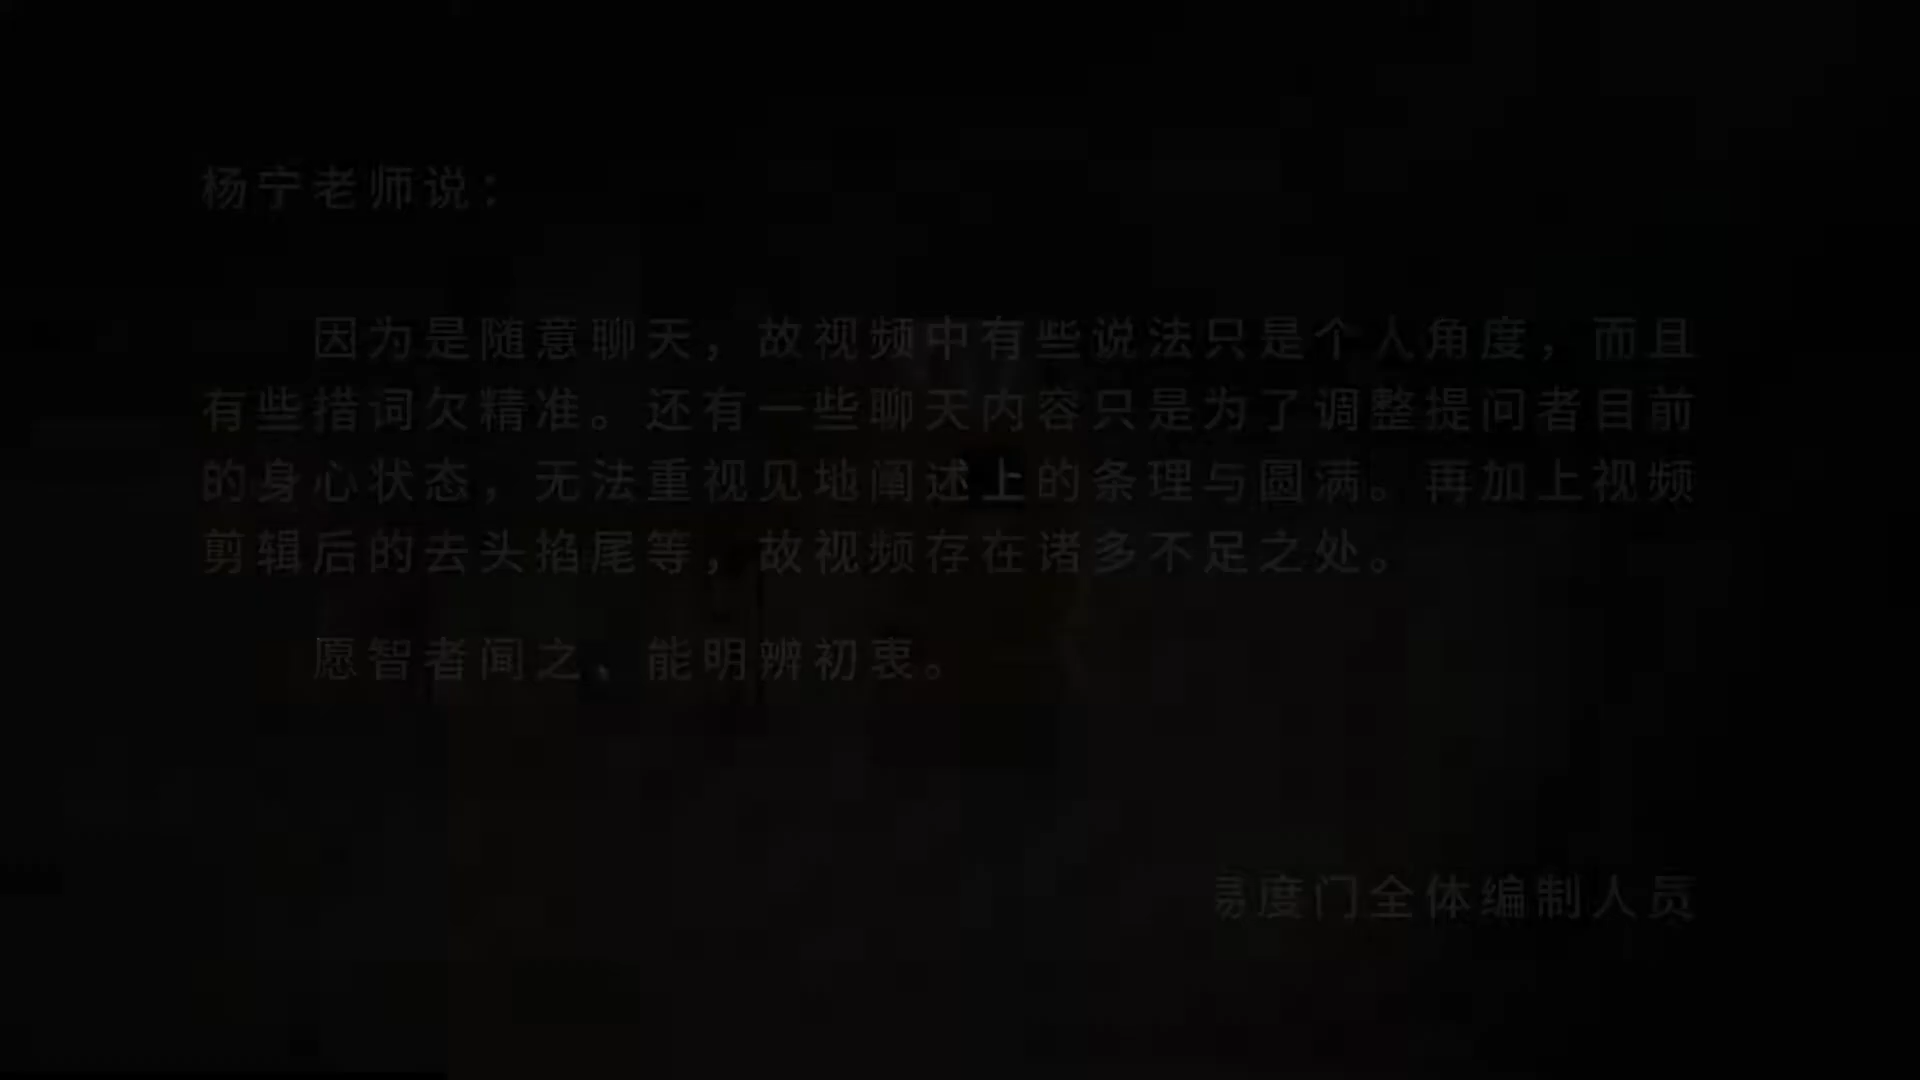 杨宁老师说：
因为是随意聊天，故视频中有些说法只是个人角度，而且
有些措词欠精准。还有一些聊天内容只是为了调整提问者目前
的身心状态，无法重视见地阐述上的条理与圆满。再加上视频
剪辑后的去头掐尾等，故视频存在诸多不足之处。
愿智者闻之、能明辨初衷。
易度门全体编制人员